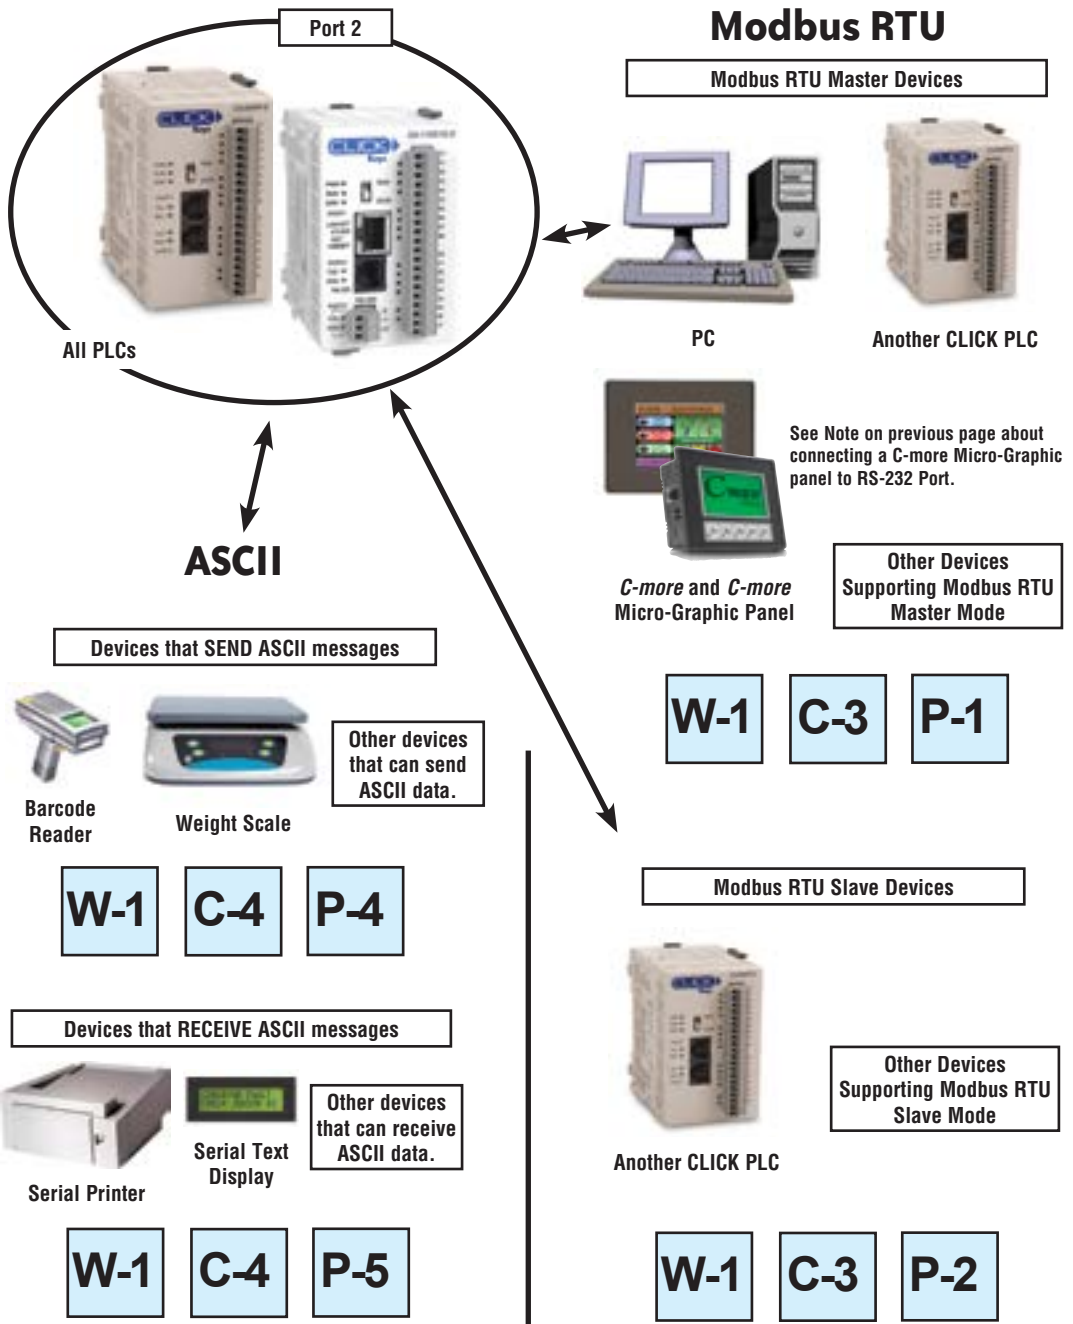 Port 2
CLICK
CLICK
All PLCs
Modbus RTU
Modbus RTU Master Devices
CLICK
PC
Another CLICK PLC
See Note on previous page about
connecting a C-more Micro-Graphic
panel to RS-232 Port.
C-more
C-more and C-more
Micro-Graphic Panel
Other Devices
Supporting Modbus RTU
Master Mode
W-1
C-3
P-1
ASCII
Devices that SEND ASCII messages
Barcode
Reader
Weight Scale
Other devices
that can send
ASCII data.
W-1
C-4
P-4
Devices that RECEIVE ASCII messages
Serial Printer
Serial Text
Display
Other devices
that can receive
ASCII data.
W-1
C-4
P-5
Modbus RTU Slave Devices
CLICK
Another CLICK PLC
Other Devices
Supporting Modbus RTU
Slave Mode
W-1
C-3
P-2